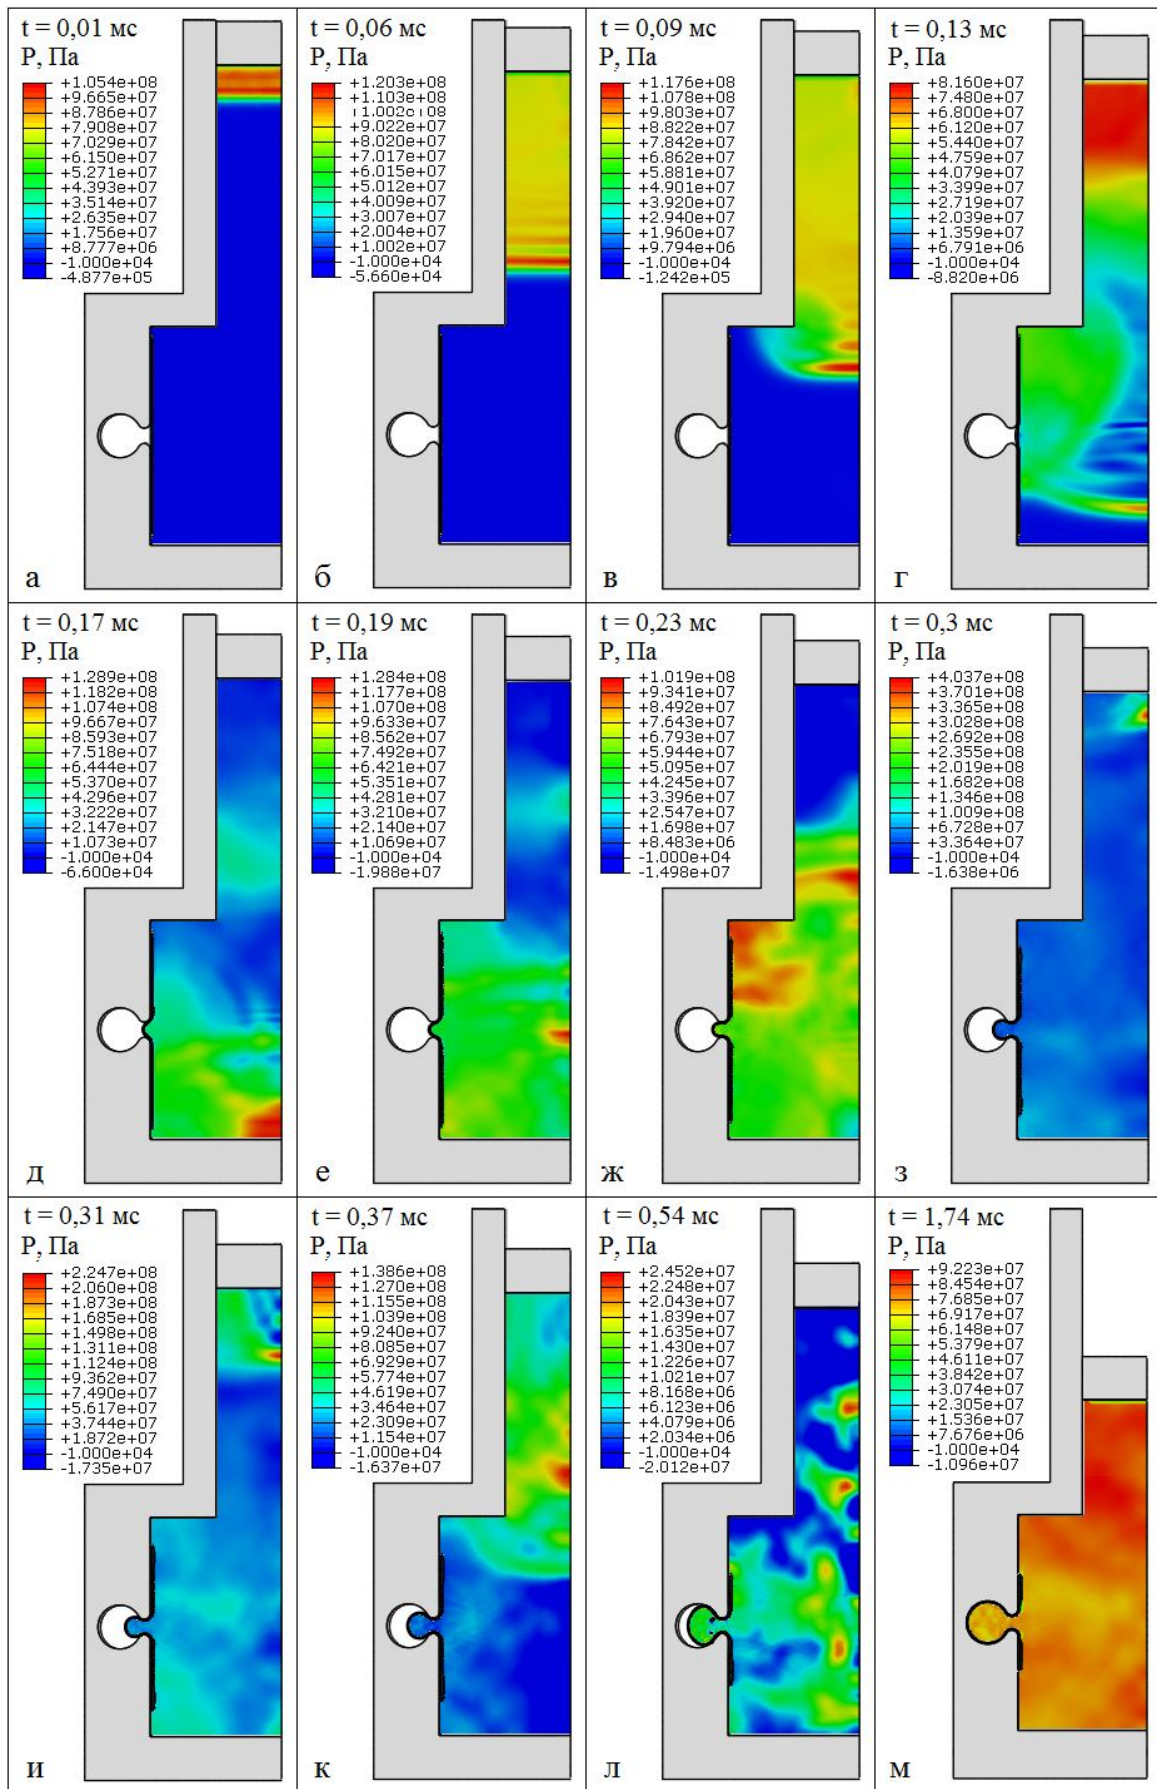 t = 0,01 мс
P, Па
+1.054e+08
+9.665e+07
+8.786e+07
+7.908e+07
+7.029e+07
+6.150e+07
+5.271e+07
+4.393e+07
+3.514e+07
+2.635e+07
+1.756e+07
+8.777e+06
-1.000e+04
-4.877e+05
а
t = 0,06 мс
P, Па
+1.203e+08
+1.103e+08
+1.002e+08
+9.022e+07
+8.020e+07
+7.017e+07
+6.015e+07
+5.012e+07
+4.009e+07
+3.007e+07
+2.004e+07
+1.002e+07
-1.000e+04
-5.660e+04
б
t = 0,09 мс
P, Па
+1.176e+08
+1.078e+08
+9.803e+07
+8.822e+07
+7.842e+07
+6.862e+07
+5.881e+07
+4.901e+07
+3.920e+07
+2.940e+07
+1.960e+07
+9.794e+06
-1.000e+04
-1.242e+05
в
t = 0,13 мс
P, Па
+8.160e+07
+7.480e+07
+6.800e+07
+6.120e+07
+5.440e+07
+4.759e+07
+4.079e+07
+3.399e+07
+2.719e+07
+2.039e+07
+1.359e+07
+6.791e+06
-1.000e+04
-8.820e+06
г
t = 0,17 мс
P, Па
+1.289e+08
+1.182e+08
+1.074e+08
+9.667e+07
+8.593e+07
+7.518e+07
+6.444e+07
+5.370e+07
+4.296e+07
+3.222e+07
+2.147e+07
+1.073e+07
-1.000e+04
-6.600e+04
д
t = 0,19 мс
P, Па
+1.284e+08
+1.177e+08
+1.070e+08
+9.633e+07
+8.562e+07
+7.492e+07
+6.421e+07
+5.351e+07
+4.281e+07
+3.210e+07
+2.140e+07
+1.069e+07
-1.000e+04
-1.988e+07
е
t = 0,23 мс
P, Па
+1.019e+08
+9.341e+07
+8.492e+07
+7.643e+07
+6.793e+07
+5.944e+07
+5.095e+07
+4.245e+07
+3.396e+07
+2.547e+07
+1.698e+07
+8.483e+06
-1.000e+04
-1.498e+07
ж
t = 0,3 мс
P, Па
+4.037e+08
+3.701e+08
+3.365e+08
+3.028e+08
+2.692e+08
+2.355e+08
+2.019e+08
+1.682e+08
+1.346e+08
+1.009e+08
+6.728e+07
+3.364e+07
-1.000e+04
-1.638e+06
з
t = 0,31 мс
P, Па
+2.247e+08
+2.060e+08
+1.873e+08
+1.685e+08
+1.498e+08
+1.311e+08
+1.124e+08
+9.362e+07
+7.490e+07
+5.617e+07
+3.744e+07
+1.872e+07
-1.000e+04
-1.735e+07
и
t = 0,37 мс
P, Па
+1.386e+08
+1.270e+08
+1.155e+08
+1.039e+08
+9.240e+07
+8.085e+07
+6.929e+07
+5.774e+07
+4.619e+07
+3.464e+07
+2.309e+07
+1.154e+07
-1.000e+04
-1.637e+07
к
t = 0,54 мс
P, Па
+2.452e+07
+2.248e+07
+2.043e+07
+1.839e+07
+1.635e+07
+1.430e+07
+1.226e+07
+1.021e+07
+8.168e+06
+6.123e+06
+4.079e+06
+2.034e+06
-1.000e+04
-2.012e+07
л
t = 1,74 мс
P, Па
+9.223e+07
+8.454e+07
+7.685e+07
+6.917e+07
+6.148e+07
+5.379e+07
+4.611e+07
+3.842e+07
+3.074e+07
+2.305e+07
+1.536e+07
+7.676e+06
-1.000e+04
-1.096e+07
м